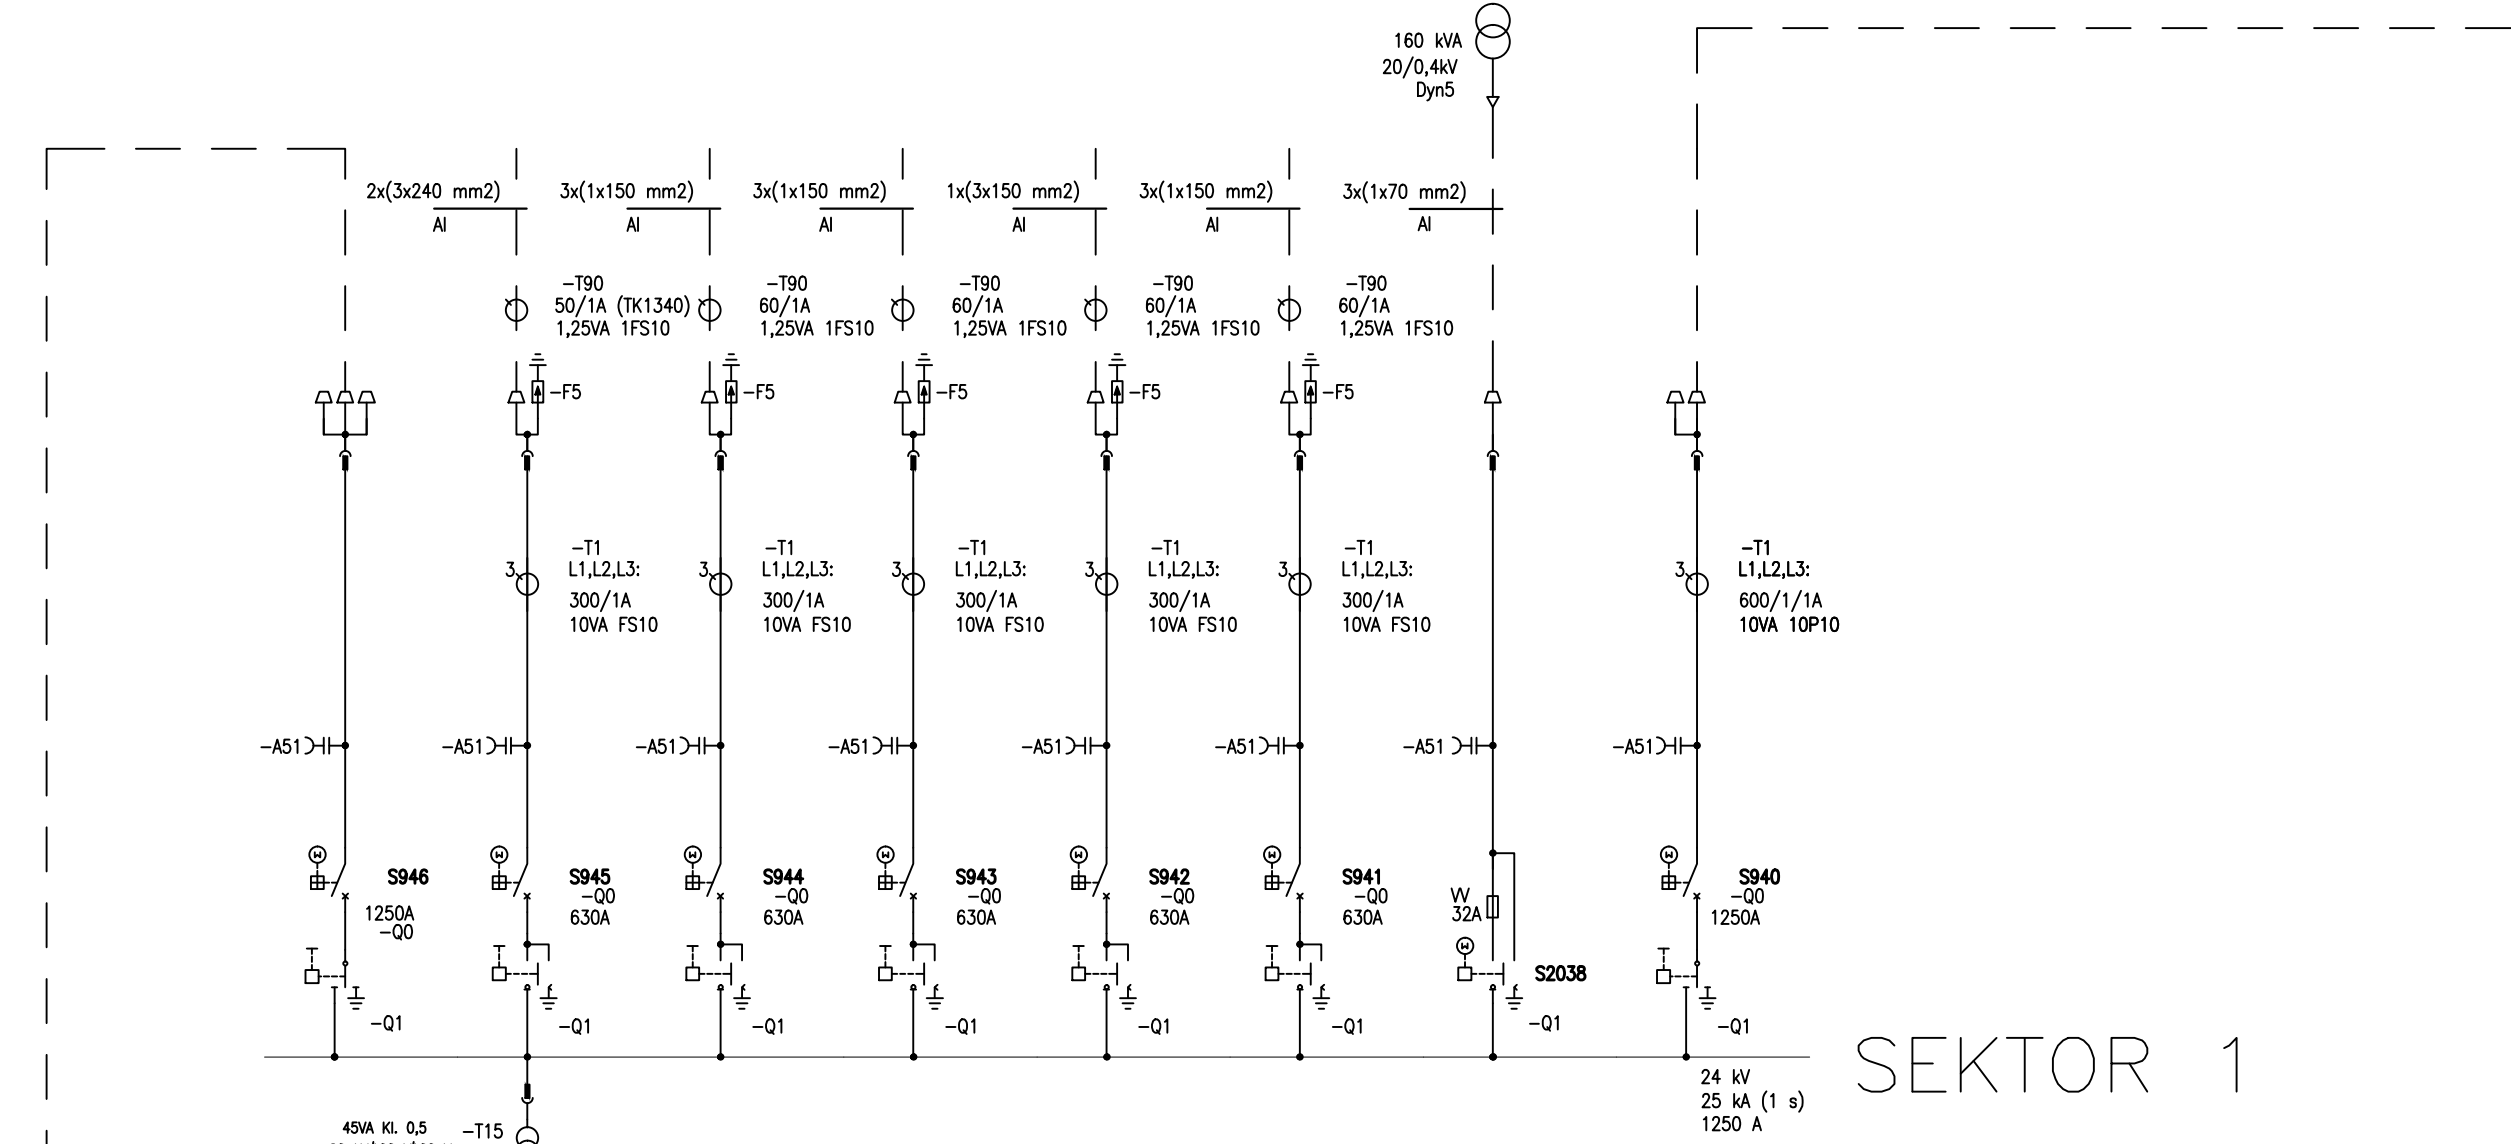 160 kVA
20/0,4kV
Dyn5
2x(3x240 mm2)
Al
3x(1x150 mm2)
Al
3x(1x150 mm2)
Al
1x(3x150 mm2)
Al
3x(1x150 mm2)
Al
3x(1x70 mm2)
Al
-T90
50/1A (TK1340)
1,25VA 1FS10
-T90
60/1A
1,25VA 1FS10
-T90
60/1A
1,25VA 1FS10
-T90
60/1A
1,25VA 1FS10
-T90
60/1A
1,25VA 1FS10
-F5
-F5
-F5
-F5
-F5
3
-T1
L1,L2,L3:
300/1A
10VA FS10
3
-T1
L1,L2,L3:
300/1A
10VA FS10
3
-T1
L1,L2,L3:
300/1A
10VA FS10
3
-T1
L1,L2,L3:
300/1A
10VA FS10
3
-T1
L1,L2,L3:
300/1A
10VA FS10
3
-T1
L1,L2,L3:
600/1/1A
10VA 10P10
-A51
-A51
-A51
-A51
-A51
-A51
-A51
-A51
M
S946
1250A
-Q0
M
S945
-Q0
630A
M
S944
-Q0
630A
M
S943
-Q0
630A
M
S942
-Q0
630A
M
S941
-Q0
630A
VV
32A
M
S2038
M
S940
-Q0
1250A
-Q1
-Q1
-Q1
-Q1
-Q1
-Q1
-Q1
-Q1
SEKTOR 1
24 kV
25 kA (1 s)
1250 A
45VA Kl. 0,5
-T15